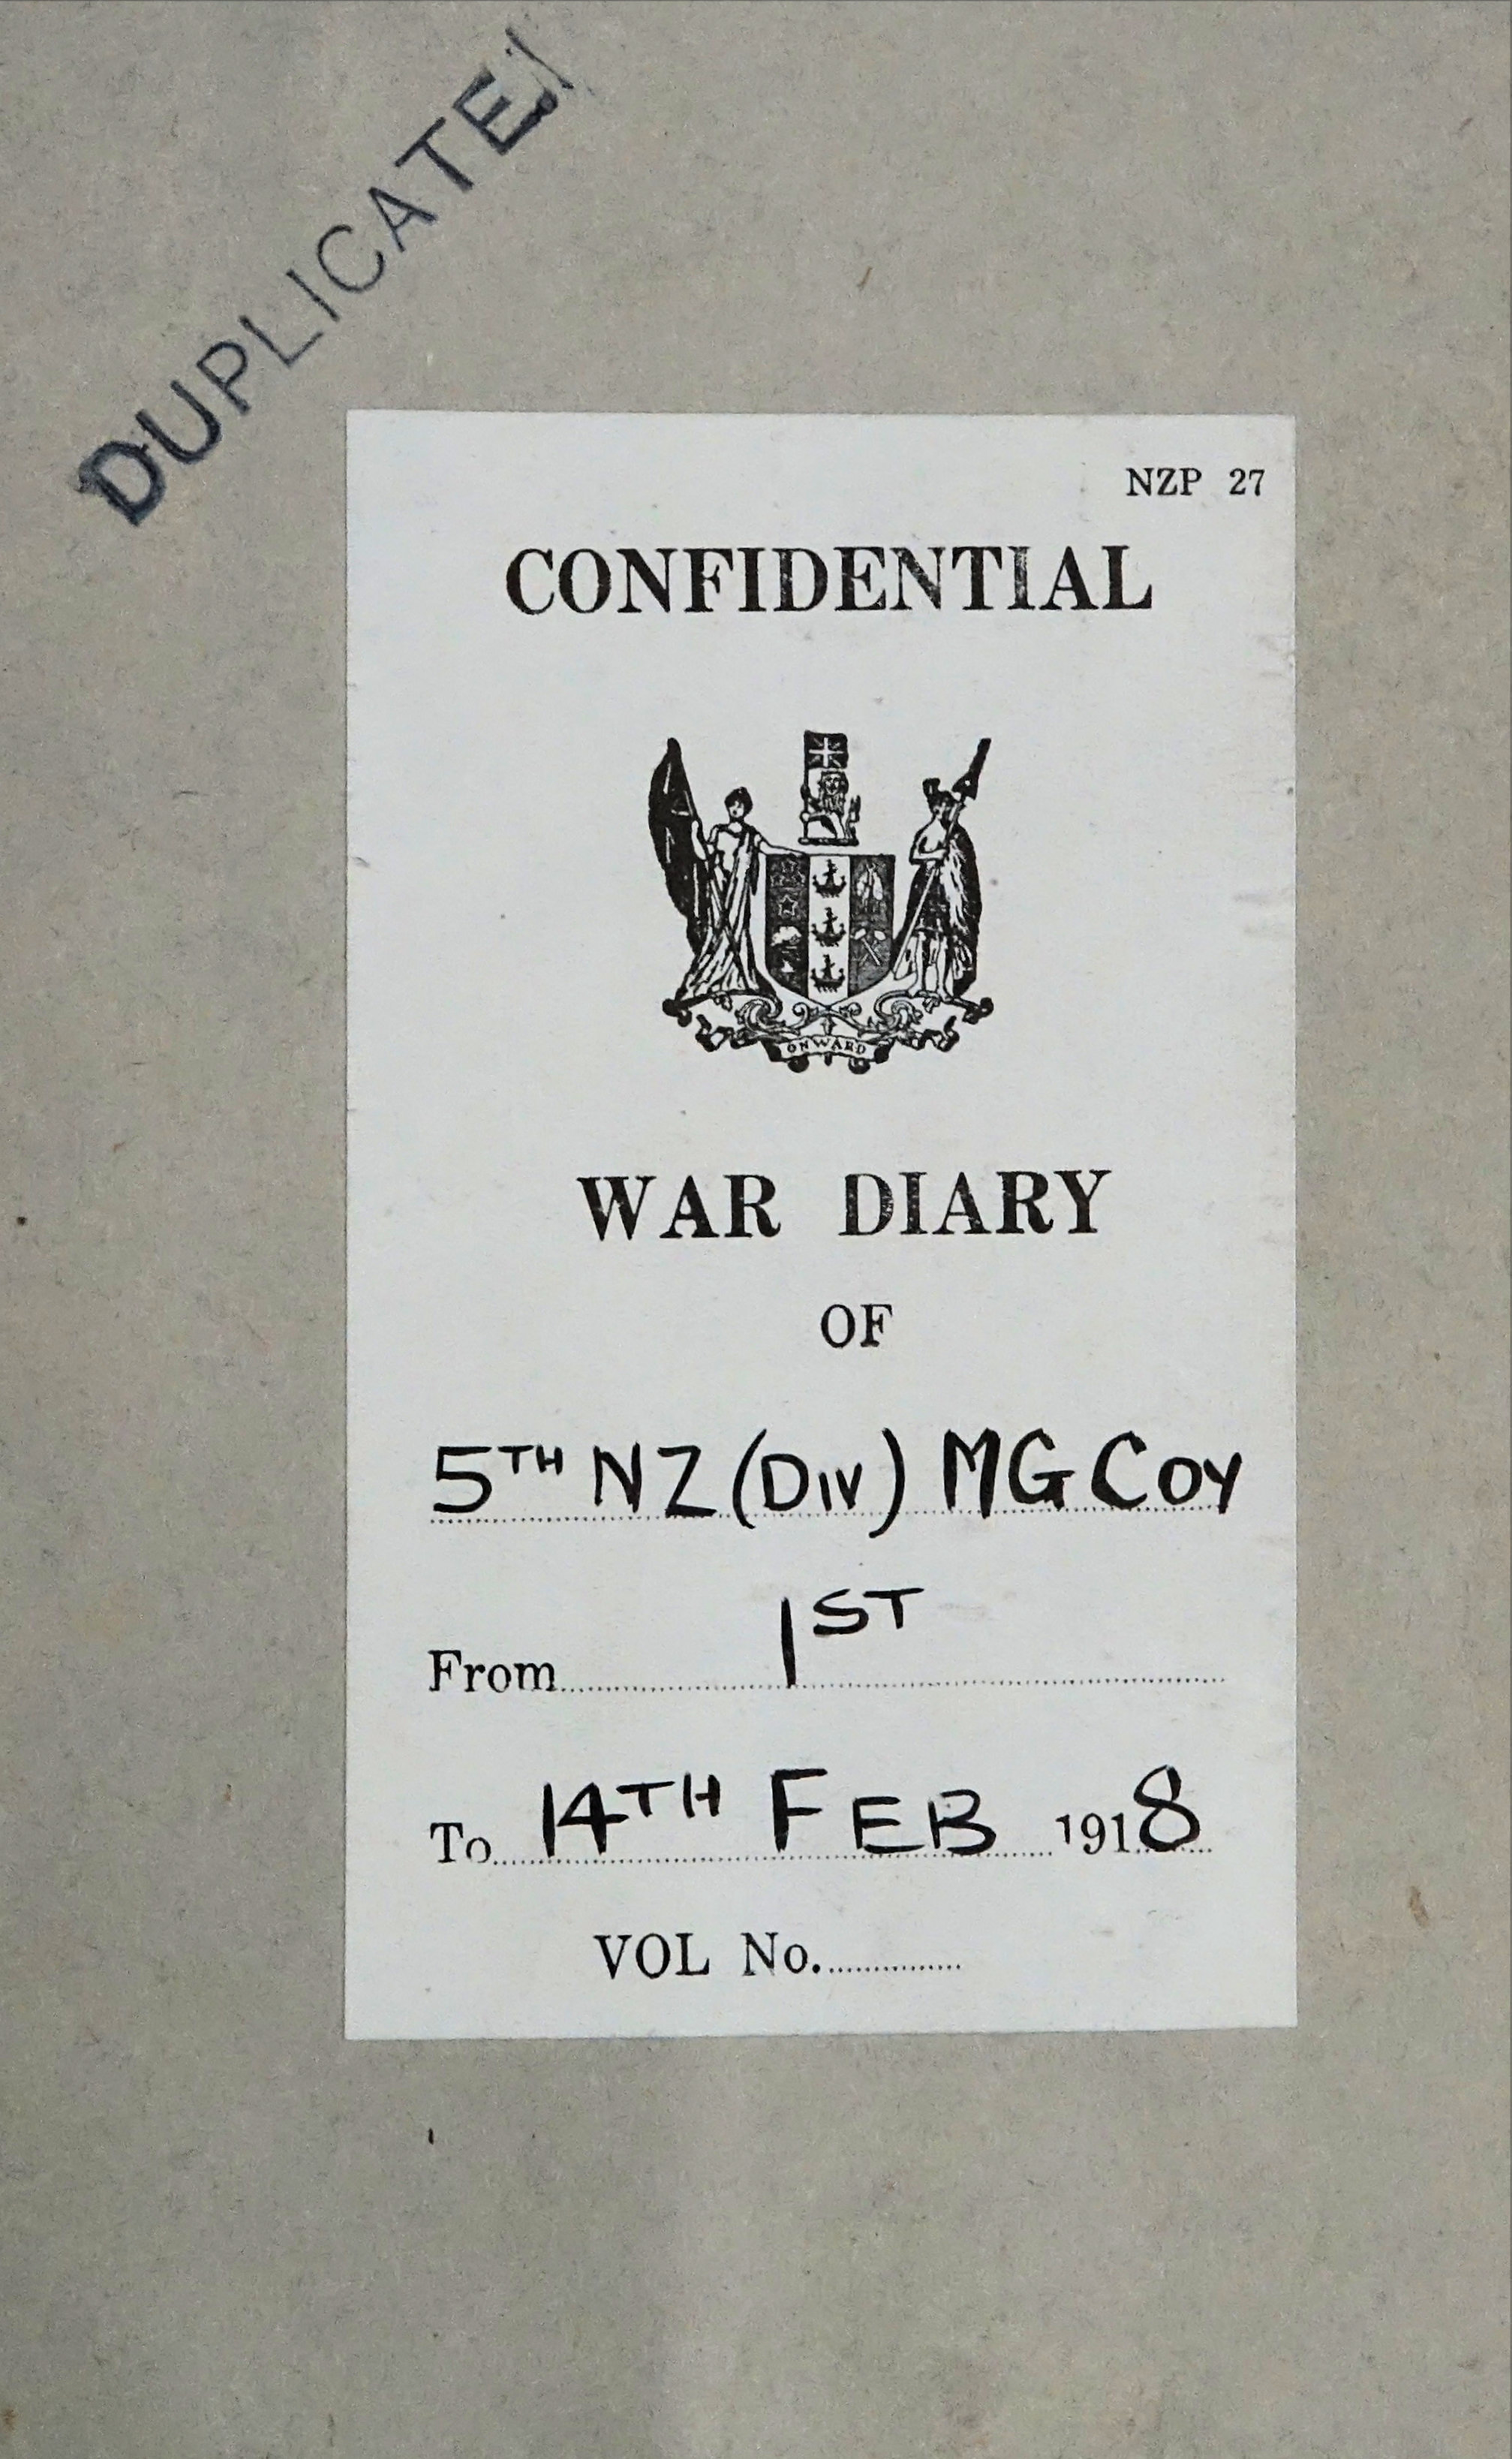 DUPLICATE
NZP 27
CONFIDENTIAL
ONWARD
WAR DIARY
OF
5TH NZ (DIV) MG COY
From 1ST
To 14TH FEB 1918
VOL No.